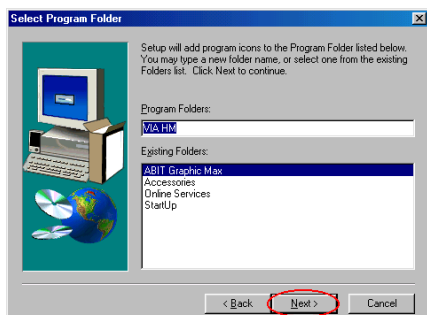 Select Program Folder
Setup will add program icons to the Program Folder listed below.
You may type a new folder name, or select one from the existing
Folders list. Click Next to continue.
Program Folders:
VIA HM
Existing Folders:
ABIT Graphic Max
Accessories
Online Services
StartUp
< Back
Next >
Cancel